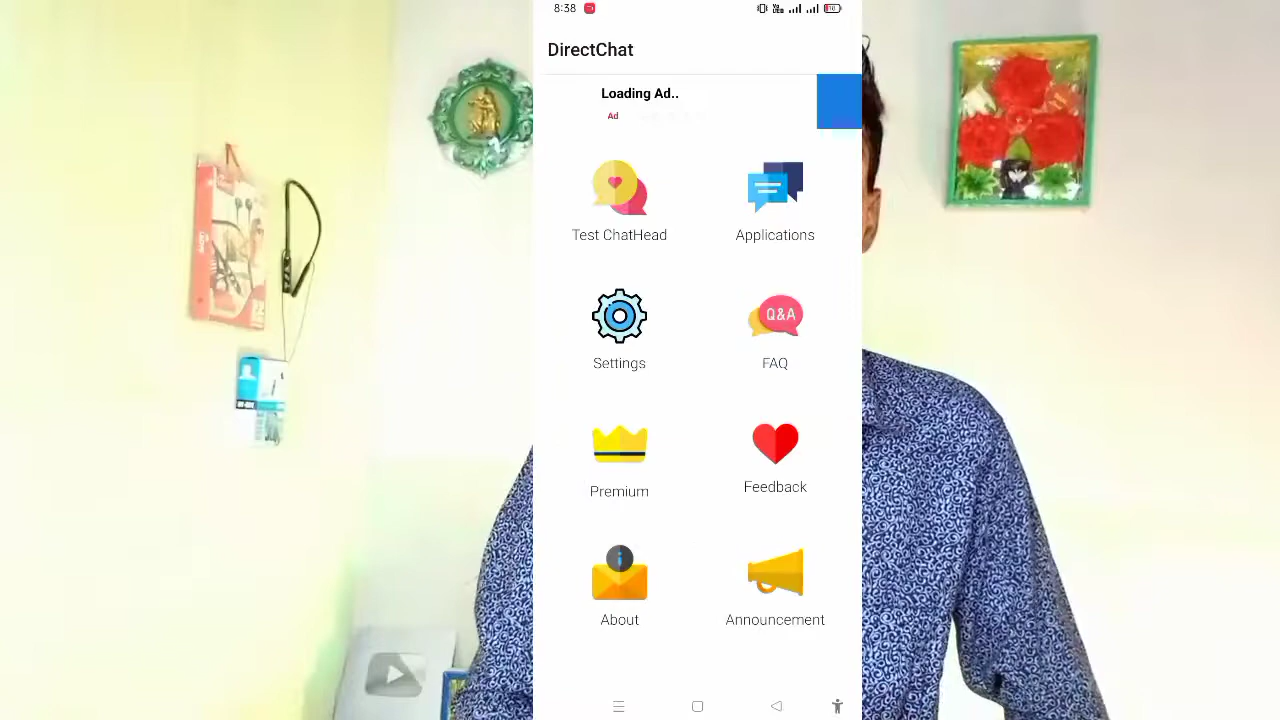 8:38
DirectChat
Loading Ad..
Ad
Test ChatHead
Applications
Settings
Q&A
FAQ
Premium
Feedback
About
Announcement